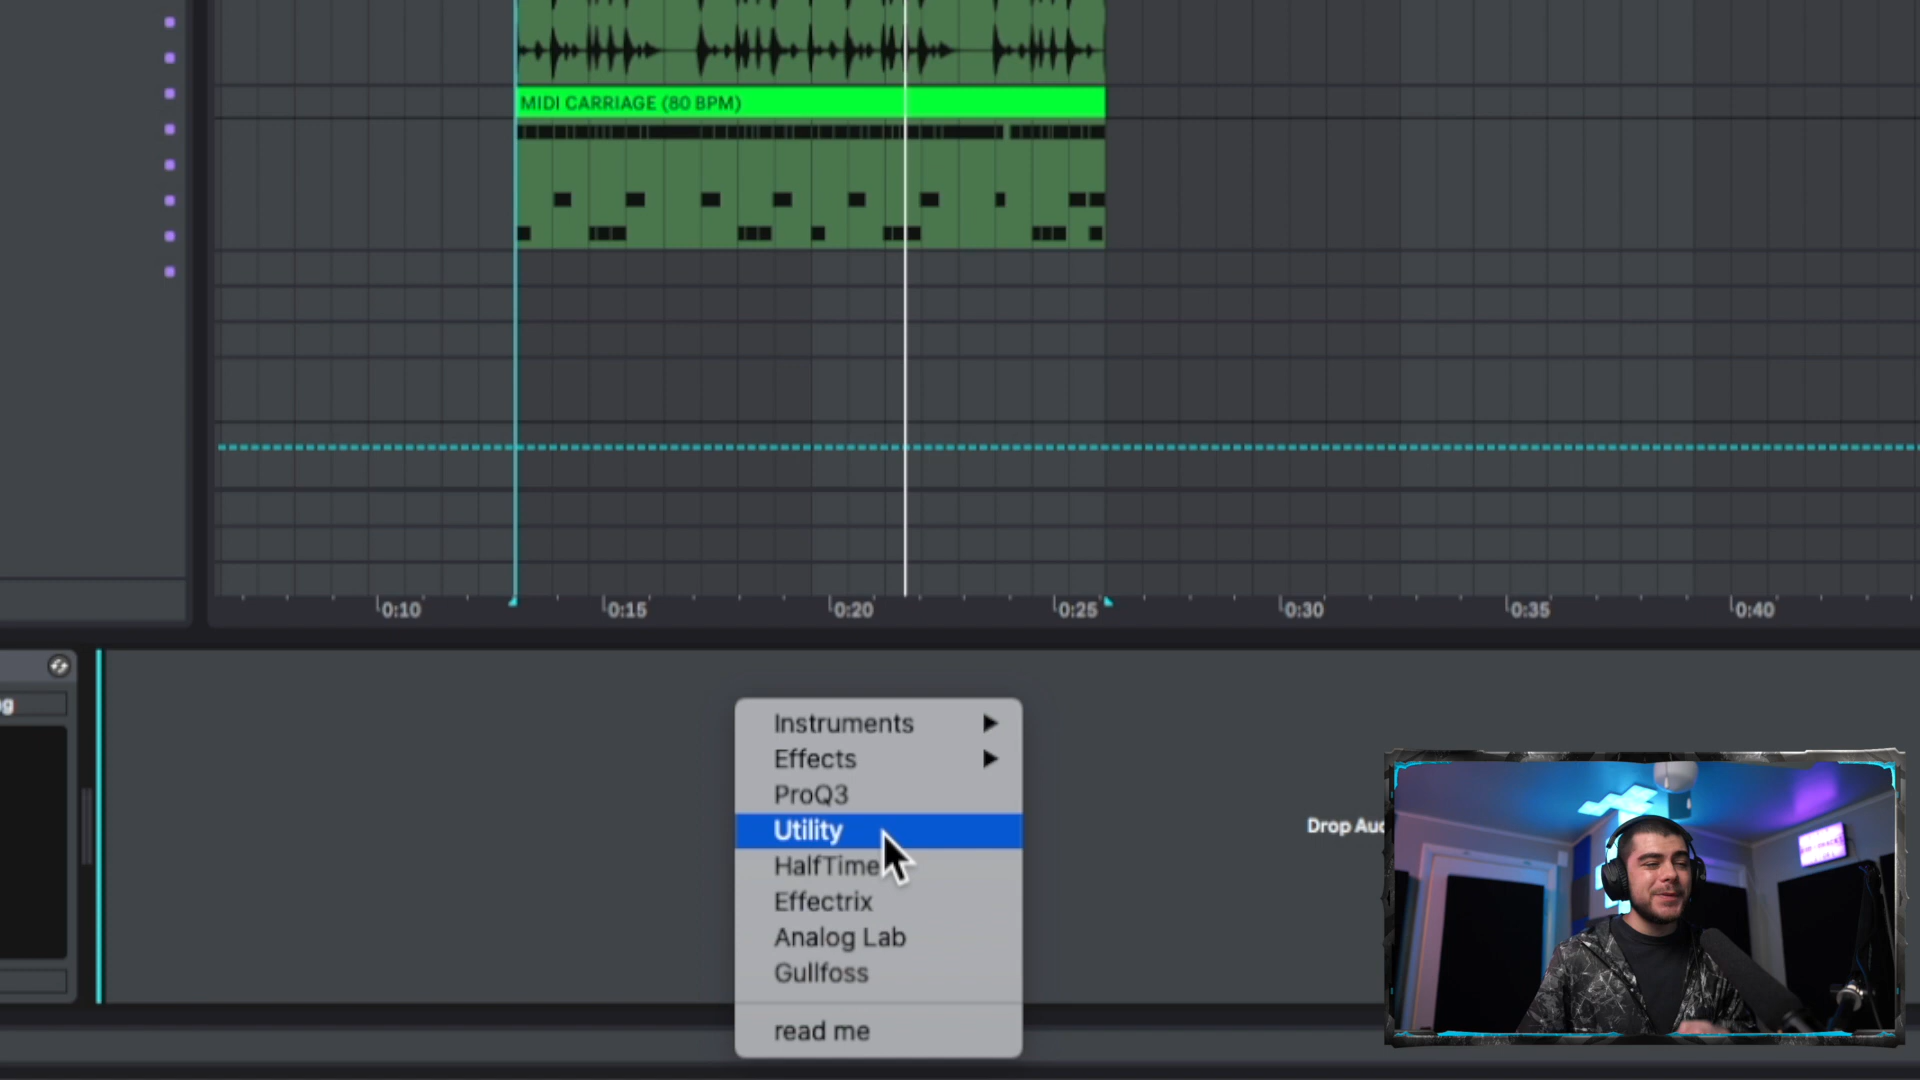 MIDI CARRIAGE (80 BPM)
0:10 0:15 0:20 0:25 0:30 0:35 0:40
Instruments
Effects
ProQ3
Utility
HalfTime
Effectrix
Analog Lab
Gullfoss
read me
Drop Aud